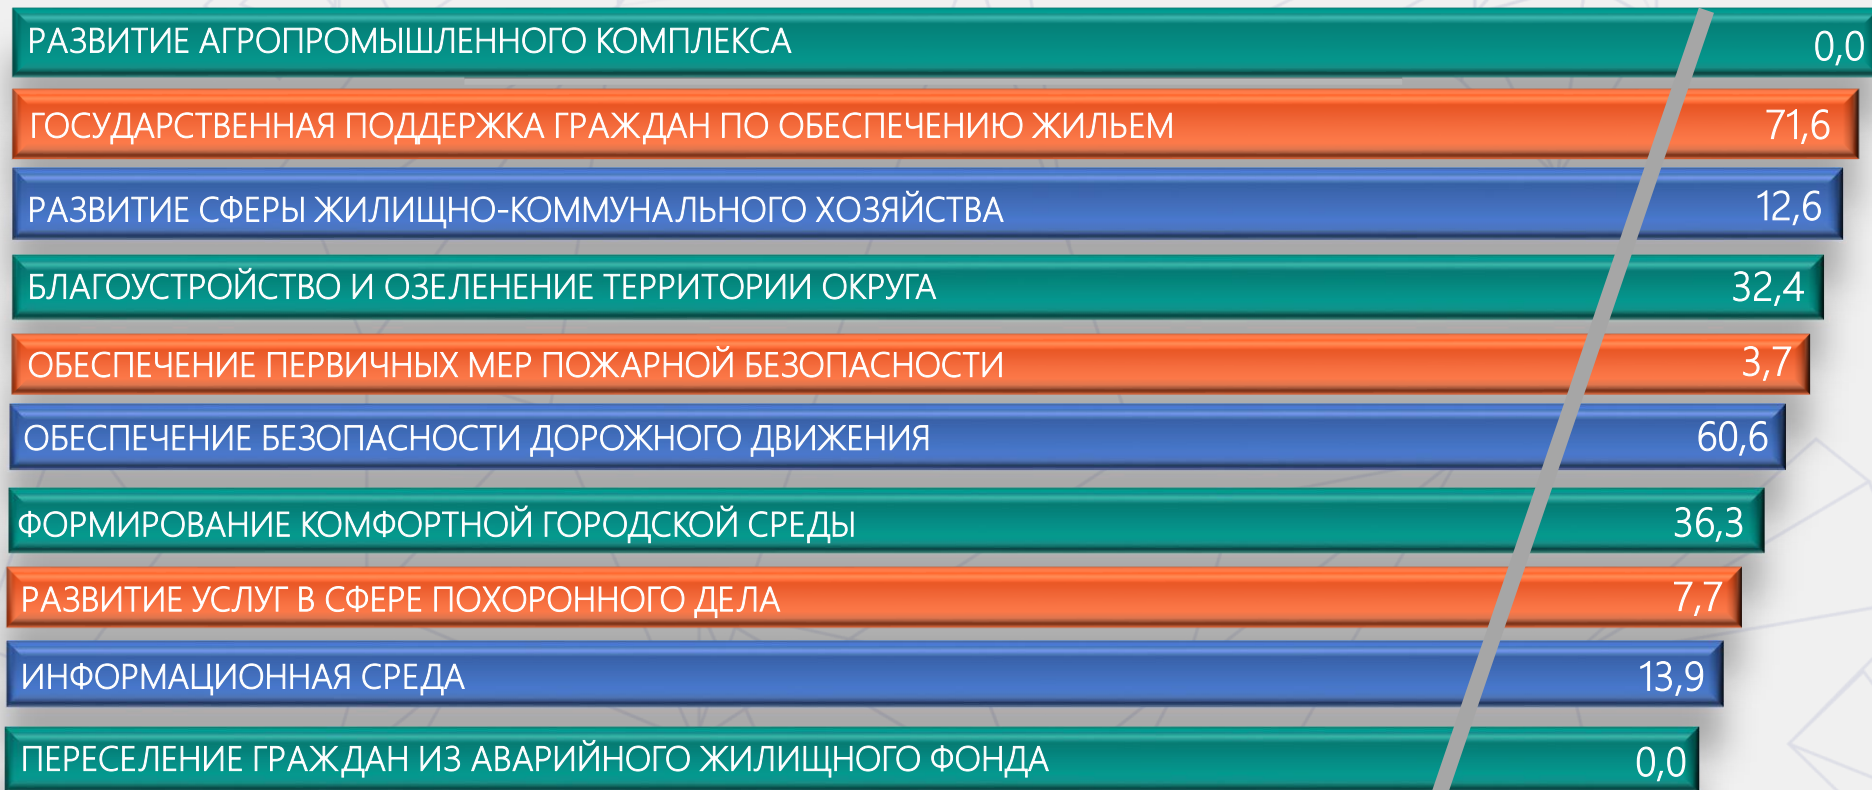 РАЗВИТИЕ АГРОПРОМЫШЛЕННОГО КОМПЛЕКСА 0,0
ГОСУДАРСТВЕННАЯ ПОДДЕРЖКА ГРАЖДАН ПО ОБЕСПЕЧЕНИЮ ЖИЛЬЕМ 71,6
РАЗВИТИЕ СФЕРЫ ЖИЛИЩНО-КОММУНАЛЬНОГО ХОЗЯЙСТВА 12,6
БЛАГОУСТРОЙСТВО И ОЗЕЛЕНЕНИЕ ТЕРРИТОРИИ ОКРУГА 32,4
ОБЕСПЕЧЕНИЕ ПЕРВИЧНЫХ МЕР ПОЖАРНОЙ БЕЗОПАСНОСТИ 3,7
ОБЕСПЕЧЕНИЕ БЕЗОПАСНОСТИ ДОРОЖНОГО ДВИЖЕНИЯ 60,6
ФОРМИРОВАНИЕ КОМФОРТНОЙ ГОРОДСКОЙ СРЕДЫ 36,3
РАЗВИТИЕ УСЛУГ В СФЕРЕ ПОХОРОННОГО ДЕЛА 7,7
ИНФОРМАЦИОННАЯ СРЕДА 13,9
ПЕРЕСЕЛЕНИЕ ГРАЖДАН ИЗ АВАРИЙНОГО ЖИЛИЩНОГО ФОНДА 0,0